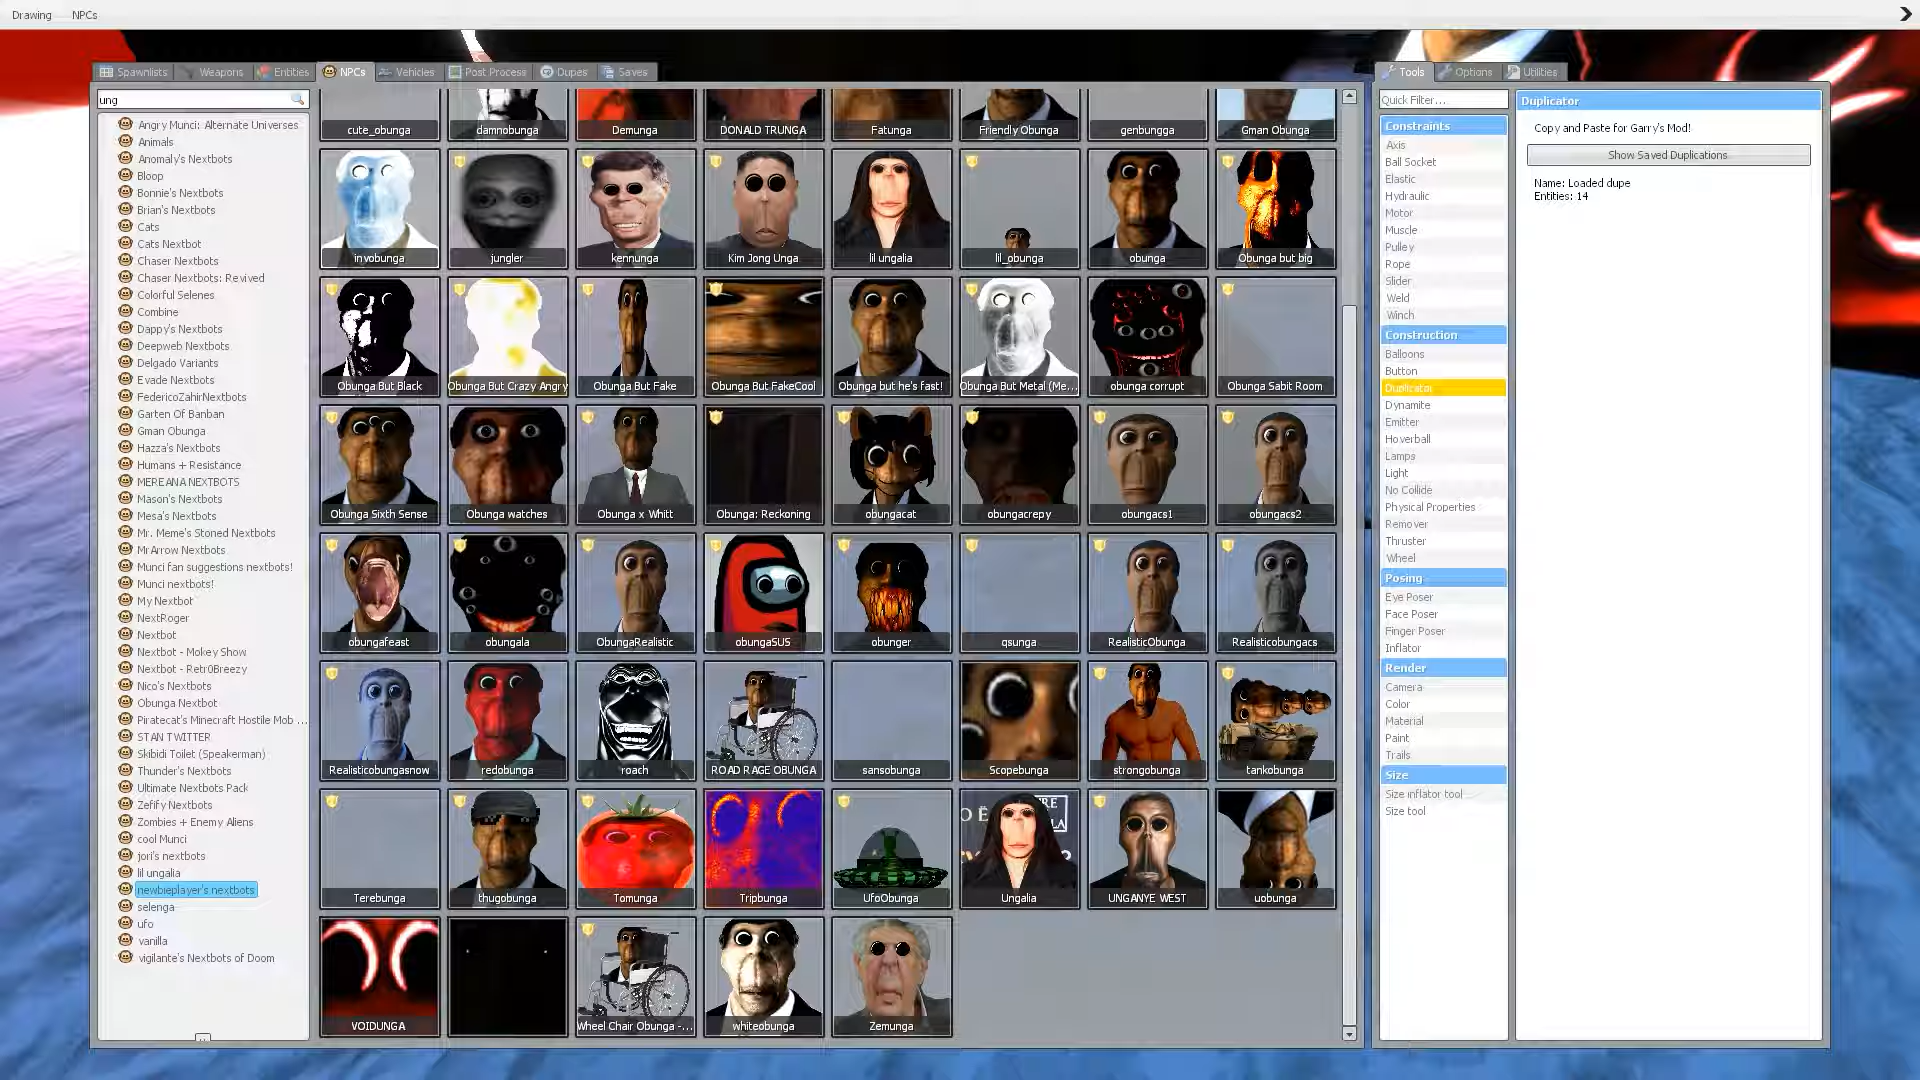 Drawing NPCs
Spawnlists Weapons Entities NPCs Vehicles Post Process Dupes Saves
Tools Options Utilities
ung
Angry Munci: Alternate Universes
Animals
Anomaly's Nextbots
Bloop
Bonnie's Nextbots
Brian's Nextbots
Cats
Cats Nextbot
Chaser Nextbots
Chaser Nextbots: Revived
Colorful Selenes
Combine
Dappy's Nextbots
Deepweb Nextbots
Delgado Variants
Evade Nextbots
FedericoZahirNextbots
Garten Of Banban
Gman Obunga
Hazza's Nextbots
Humans + Resistance
MEREANA NEXTBOTS
Mason's Nextbots
Mesa's Nextbots
Mr. Meme's Stoned Nextbots
MrArrow Nextbots
Munci fan suggestions nextbots!
Munci nextbots!
My Nextbot
NextRoger
Nextbot
Nextbot - Mokey Show
Nextbot - Retr0Breezy
Nico's Nextbots
Obunga Nextbot
Piratecat's Minecraft Hostile Mob ...
STAN TWITTER
Skibidi Toilet (Speakerman)
Thunder's Nextbots
Ultimate Nextbots Pack
Zefify Nextbots
Zombies + Enemy Aliens
cool Munci
jori's nextbots
lil ungalia
newbieplayer's nextbots
selenga
ufo
vanilla
vigilante's Nextbots of Doom
cute_obunga damnobunga Demunga DONALD TRUNGA Fatunga Friendly Obunga genbungga Gman Obunga
invobunga jungler kennunga Kim Jong Unga lil ungalia lil_obunga obunga Obunga but big
Obunga But Black Obunga But Crazy Angry Obunga But Fake Obunga But FakeCool Obunga but he's fast! Obunga But Metal (Me... obunga corrupt Obunga Sabit Room
Obunga Sixth Sense Obunga watches Obunga x Whitt Obunga: Reckoning obungacat obungacrepy obungacs1 obungacs2
obungafeast obungala ObungaRealistic obungaSUS obunger qsunga RealisticObunga Realisticobungacs
Realisticobungasnow redobunga roach ROAD RAGE OBUNGA sansobunga Scopebunga strongobunga tankobunga
Terebunga thugobunga Tomunga Tripbunga UfoObunga Ungalia UNGANYE WEST uobunga
VOIDUNGA Wheel Chair Obunga -... whiteobunga Zemunga
Quick Filter...
Constraints
Axis
Ball Socket
Elastic
Hydraulic
Motor
Muscle
Pulley
Rope
Slider
Weld
Winch
Construction
Balloons
Button
Duplicator
Dynamite
Emitter
Hoverball
Lamps
Light
No Collide
Physical Properties
Remover
Thruster
Wheel
Posing
Eye Poser
Face Poser
Finger Poser
Inflator
Render
Camera
Color
Material
Paint
Trails
Size
Size inflator tool
Size tool
Duplicator
Copy and Paste for Garry's Mod!
Show Saved Duplications
Name: Loaded dupe
Entities: 14